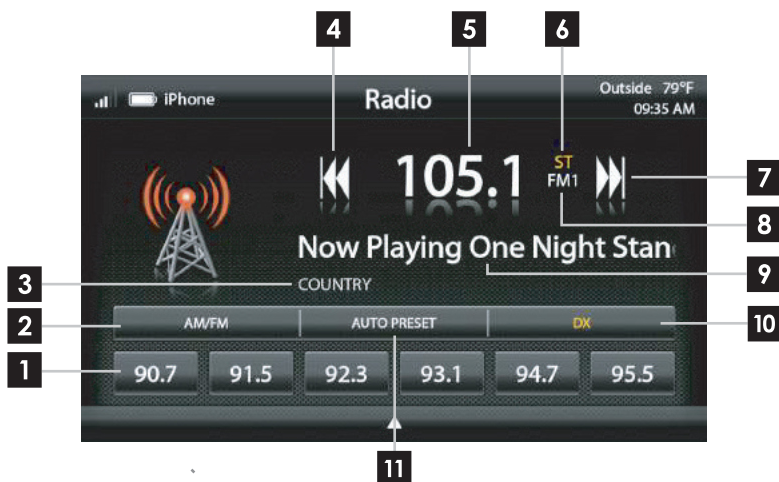 4 5 6
iPhone Radio Outside 79°F
09:35 AM
105.1 ST
FM1
7
8
Now Playing One Night Stan
9
3 COUNTRY
2 AM/FM AUTO PRESET DX 10
1 90.7 91.5 92.3 93.1 94.7 95.5
11